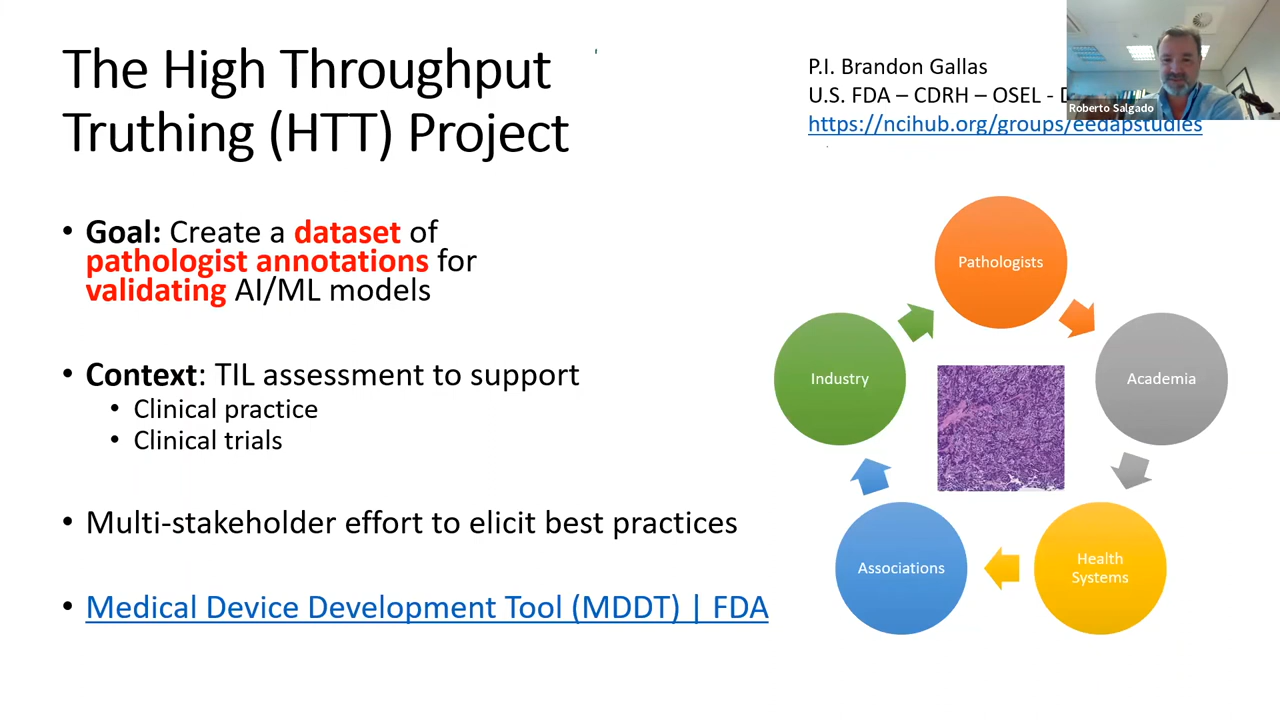 The High Throughput
Truthing (HTT) Project
P.I. Brandon Gallas
U.S. FDA – CDRH – OSEL - 
https://ncihub.org/groups/eedapstudies
Roberto Salgado
• Goal: Create a dataset of
pathologist annotations for
validating AI/ML models
• Context: TIL assessment to support
• Clinical practice
• Clinical trials
• Multi-stakeholder effort to elicit best practices
• Medical Device Development Tool (MDDT) | FDA
Pathologists
Industry
Academia
Associations
Health
Systems